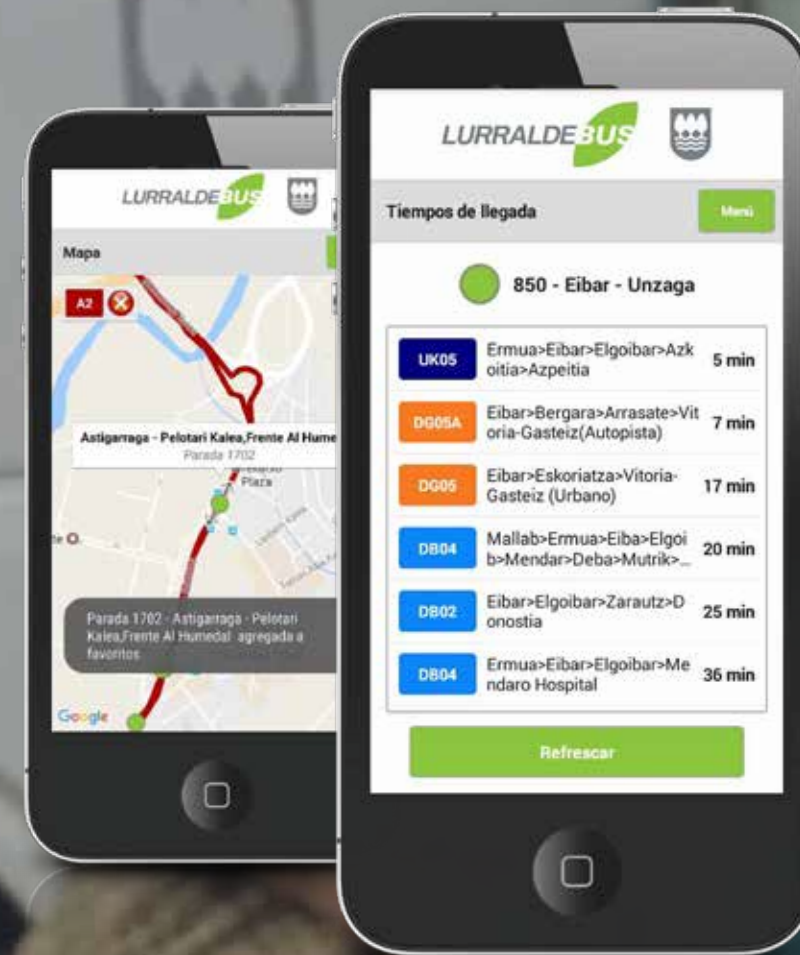 LURRALDEBUS
Mapa
A2
Astigarraga - Pelotari Kalea,Frente Al Hume
Parada 1702
Plaza
Parada 1702 - Astigarraga - Pelotari
Kalea,Frente Al Humedal agregada a
favoritos
Google
LURRALDEBUS
Tiempos de llegada
Menú
850 - Eibar - Unzaga
UK05
Ermua>Eibar>Elgoibar>Azk
oitia>Azpeitia
5 min
DG05A
Eibar>Bergara>Arrasate>Vit
oria-Gasteiz(Autopista)
7 min
DG05
Eibar>Eskoriatza>Vitoria-
Gasteiz (Urbano)
17 min
DB04
Mallab>Ermua>Eiba>Elgoi
b>Mendar>Deba>Mutrik>...
20 min
DB02
Eibar>Elgoibar>Zarautz>D
onostia
25 min
DB04
Ermua>Eibar>Elgoibar>Me
ndaro Hospital
36 min
Refrescar